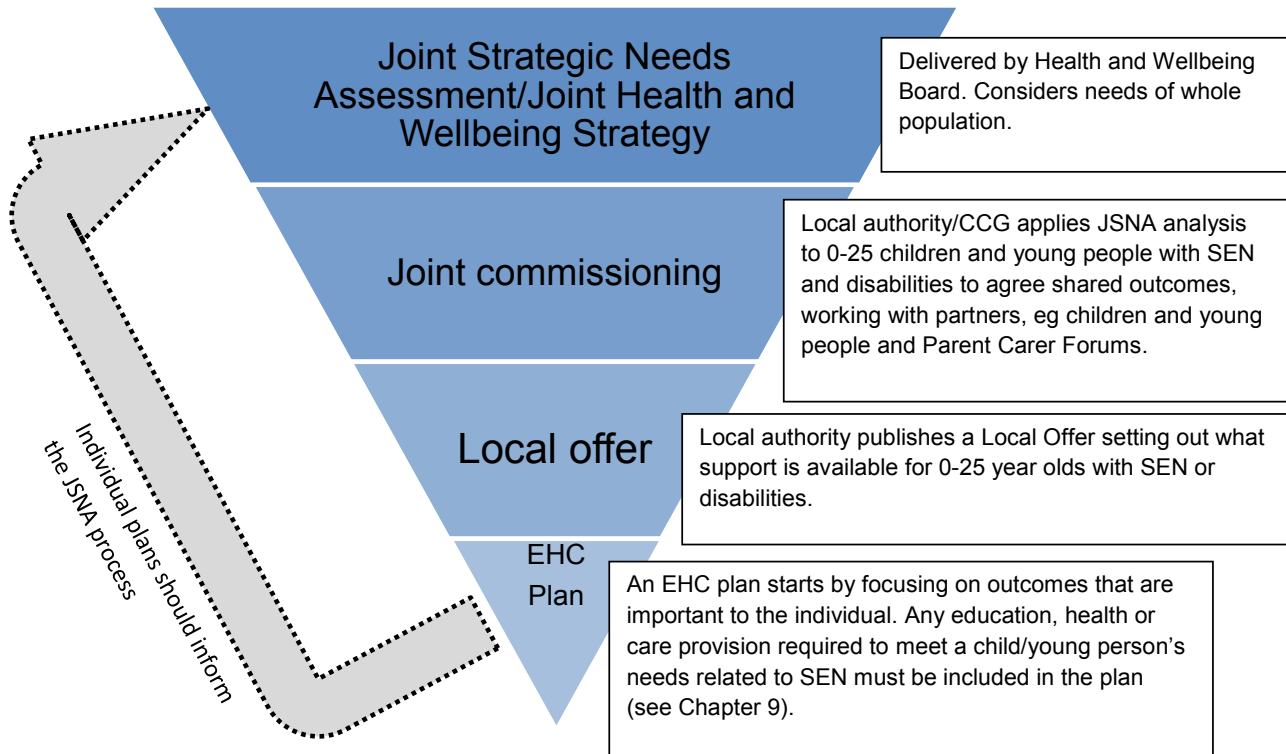 Joint Strategic Needs
Assessment/Joint Health and
Wellbeing Strategy
Delivered by Health and Wellbeing
Board. Considers needs of whole
population.
Joint commissioning
Local authority/CCG applies JSNA analysis
to 0-25 children and young people with SEN
and disabilities to agree shared outcomes,
working with partners, eg children and young
people and Parent Carer Forums.
Local offer
Local authority publishes a Local Offer setting out what
support is available for 0-25 year olds with SEN or
disabilities.
EHC
Plan
An EHC plan starts by focusing on outcomes that are
important to the individual. Any education, health or
care provision required to meet a child/young person's
needs related to SEN must be included in the plan
(see Chapter 9).
Individual plans should inform
the JSNA process